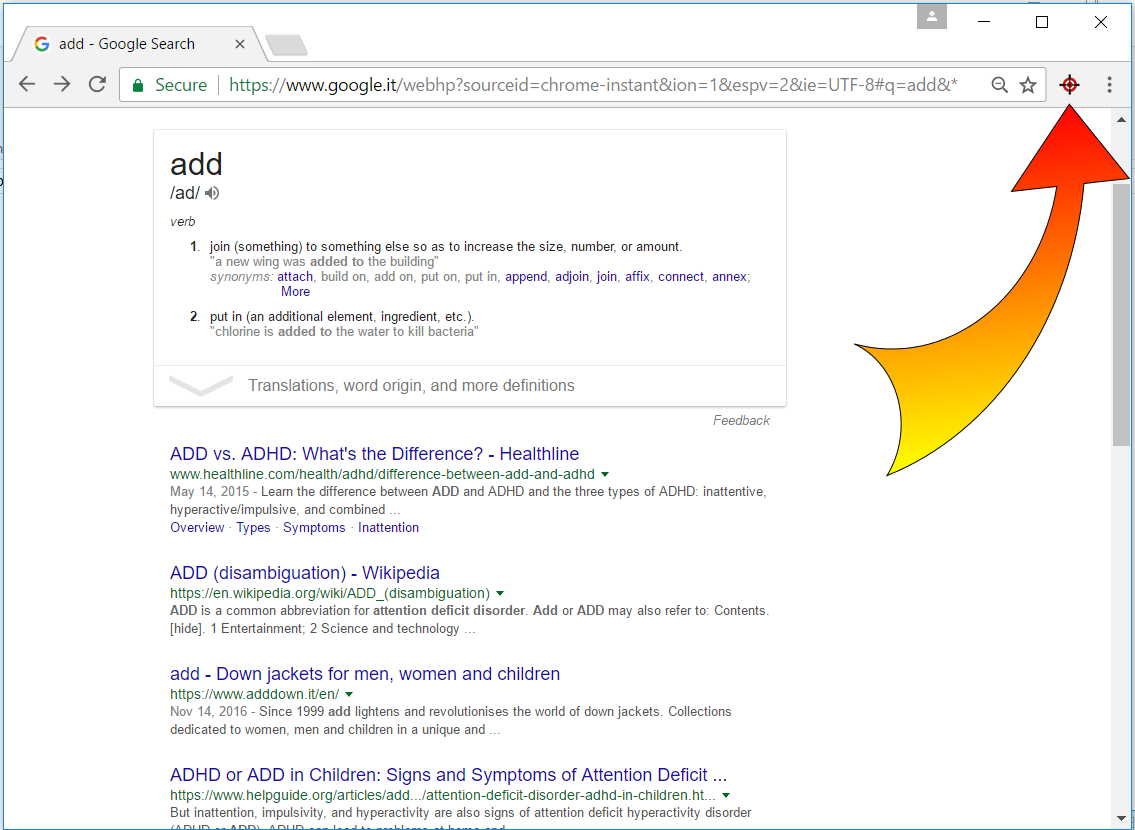 add - Google Search
Secure
https://www.google.it/webhp?sourceid=chrome-instant&ion=1&espv=2&ie=UTF-8#q=add&*
add
/ad/
verb
1. join (something) to something else so as to increase the size, number, or amount.
"a new wing was added to the building"
synonyms: attach, build on, add on, put on, put in, append, adjoin, join, affix, connect, annex;
More
2. put in (an additional element, ingredient, etc.).
"chlorine is added to the water to kill bacteria"
Translations, word origin, and more definitions
Feedback
ADD vs. ADHD: What's the Difference? - Healthline
www.healthline.com/health/adhd/difference-between-add-and-adhd
May 14, 2015 - Learn the difference between ADD and ADHD and the three types of ADHD: inattentive,
hyperactive/impulsive, and combined ...
Overview · Types · Symptoms · Inattention
ADD (disambiguation) - Wikipedia
https://en.wikipedia.org/wiki/ADD_(disambiguation)
ADD is a common abbreviation for attention deficit disorder. Add or ADD may also refer to: Contents.
[hide]. 1 Entertainment; 2 Science and technology ...
add - Down jackets for men, women and children
https://www.adddown.it/en/
Nov 14, 2016 - Since 1999 add lightens and revolutionises the world of down jackets. Collections
dedicated to women, men and children in a unique and ...
ADHD or ADD in Children: Signs and Symptoms of Attention Deficit ...
https://www.helpguide.org/articles/add.../attention-deficit-disorder-adhd-in-children.ht...
But inattention, impulsivity, and hyperactivity are also signs of attention deficit hyperactivity disorder
(ADHD or ADD). ADHD can lead to problems at home and